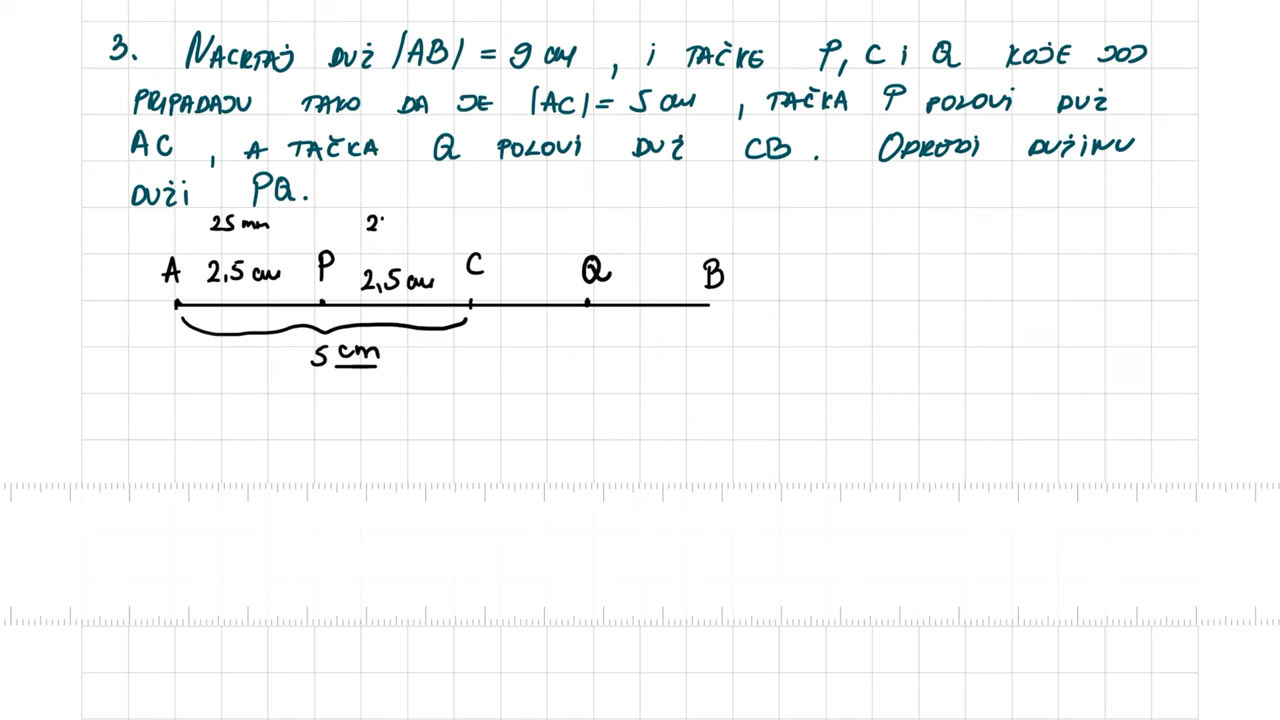 3. NACRTAJ DUŽ |AB| = 9 cm, I TAČKE P, C I Q KOJE JOJ
PRIPADAJU TAKO DA JE |AC| = 5 cm, TAČKA P POLOVI DUŽ
AC, A TAČKA Q POLOVI DUŽ CB. ODREDI DUŽINU
DUŽI PQ.
25 mm 2
A 2,5 cm P 2,5 cm C Q B
5 cm